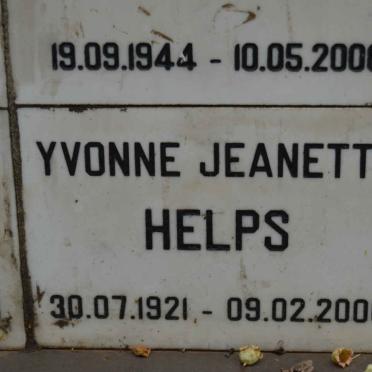 19.09.1944 - 10.05.200
YVONNE JEANETT
HELPS
30.07.1921 - 09.02.200